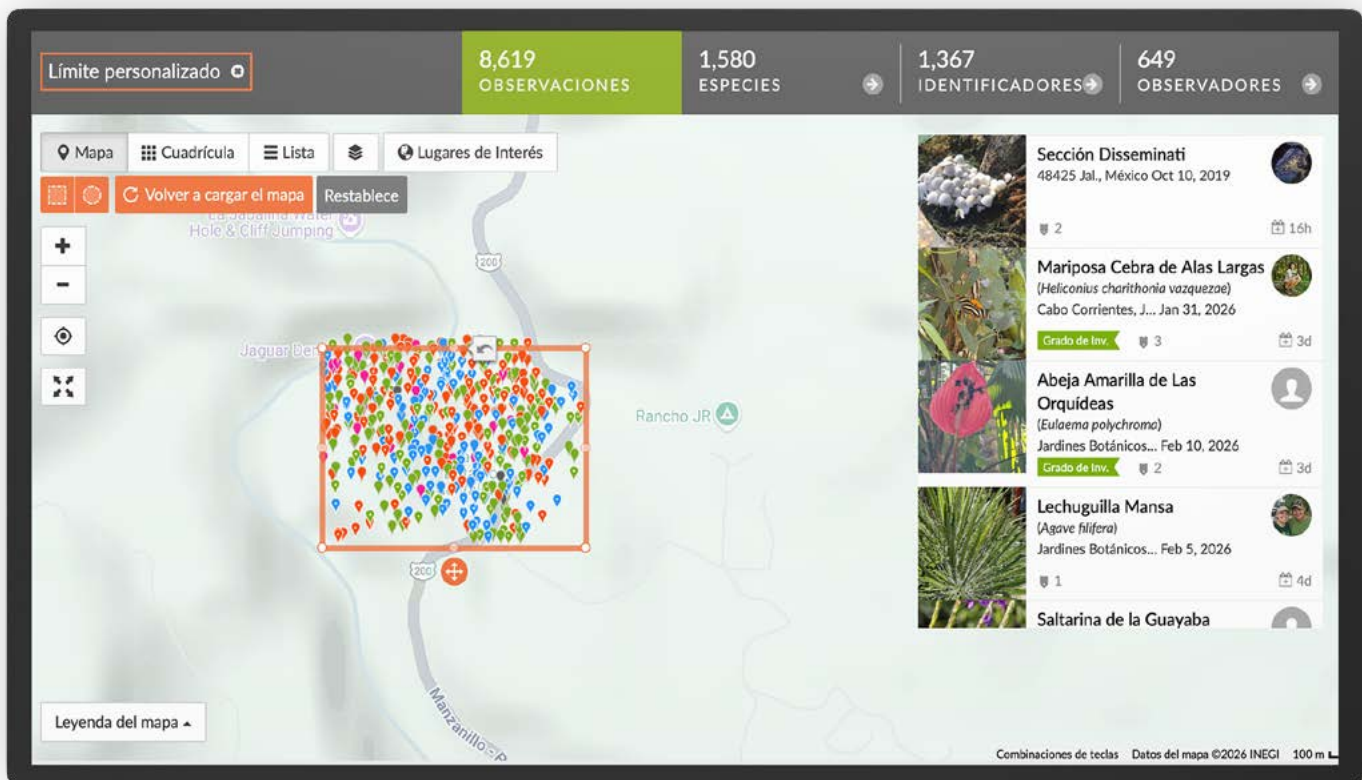 Límite personalizado
8,619
OBSERVACIONES
1,580
ESPECIES
1,367
IDENTIFICADORES
649
OBSERVADORES
Mapa
Cuadrícula
Lista
Lugares de Interés
Volver a cargar el mapa
Restablece
Hole & Cliff Jumping
200
Jaguar
Rancho JR
200
Manzanillo - P
Leyenda del mapa
Sección Disseminati
48425 Jal., México Oct 10, 2019
2
16h
Mariposa Cebra de Alas Largas
(Heliconius charithonia vazquezae)
Cabo Corrientes, J... Jan 31, 2026
Grado de Inv.
3
3d
Abeja Amarilla de Las
Orquídeas
(Eulaema polychroma)
Jardines Botánicos... Feb 10, 2026
Grado de Inv.
2
3d
Lechuguilla Mansa
(Agave filifera)
Jardines Botánicos... Feb 5, 2026
1
4d
Saltarina de la Guayaba
Combinaciones de teclas Datos del mapa ©2026 INEGI 100 m